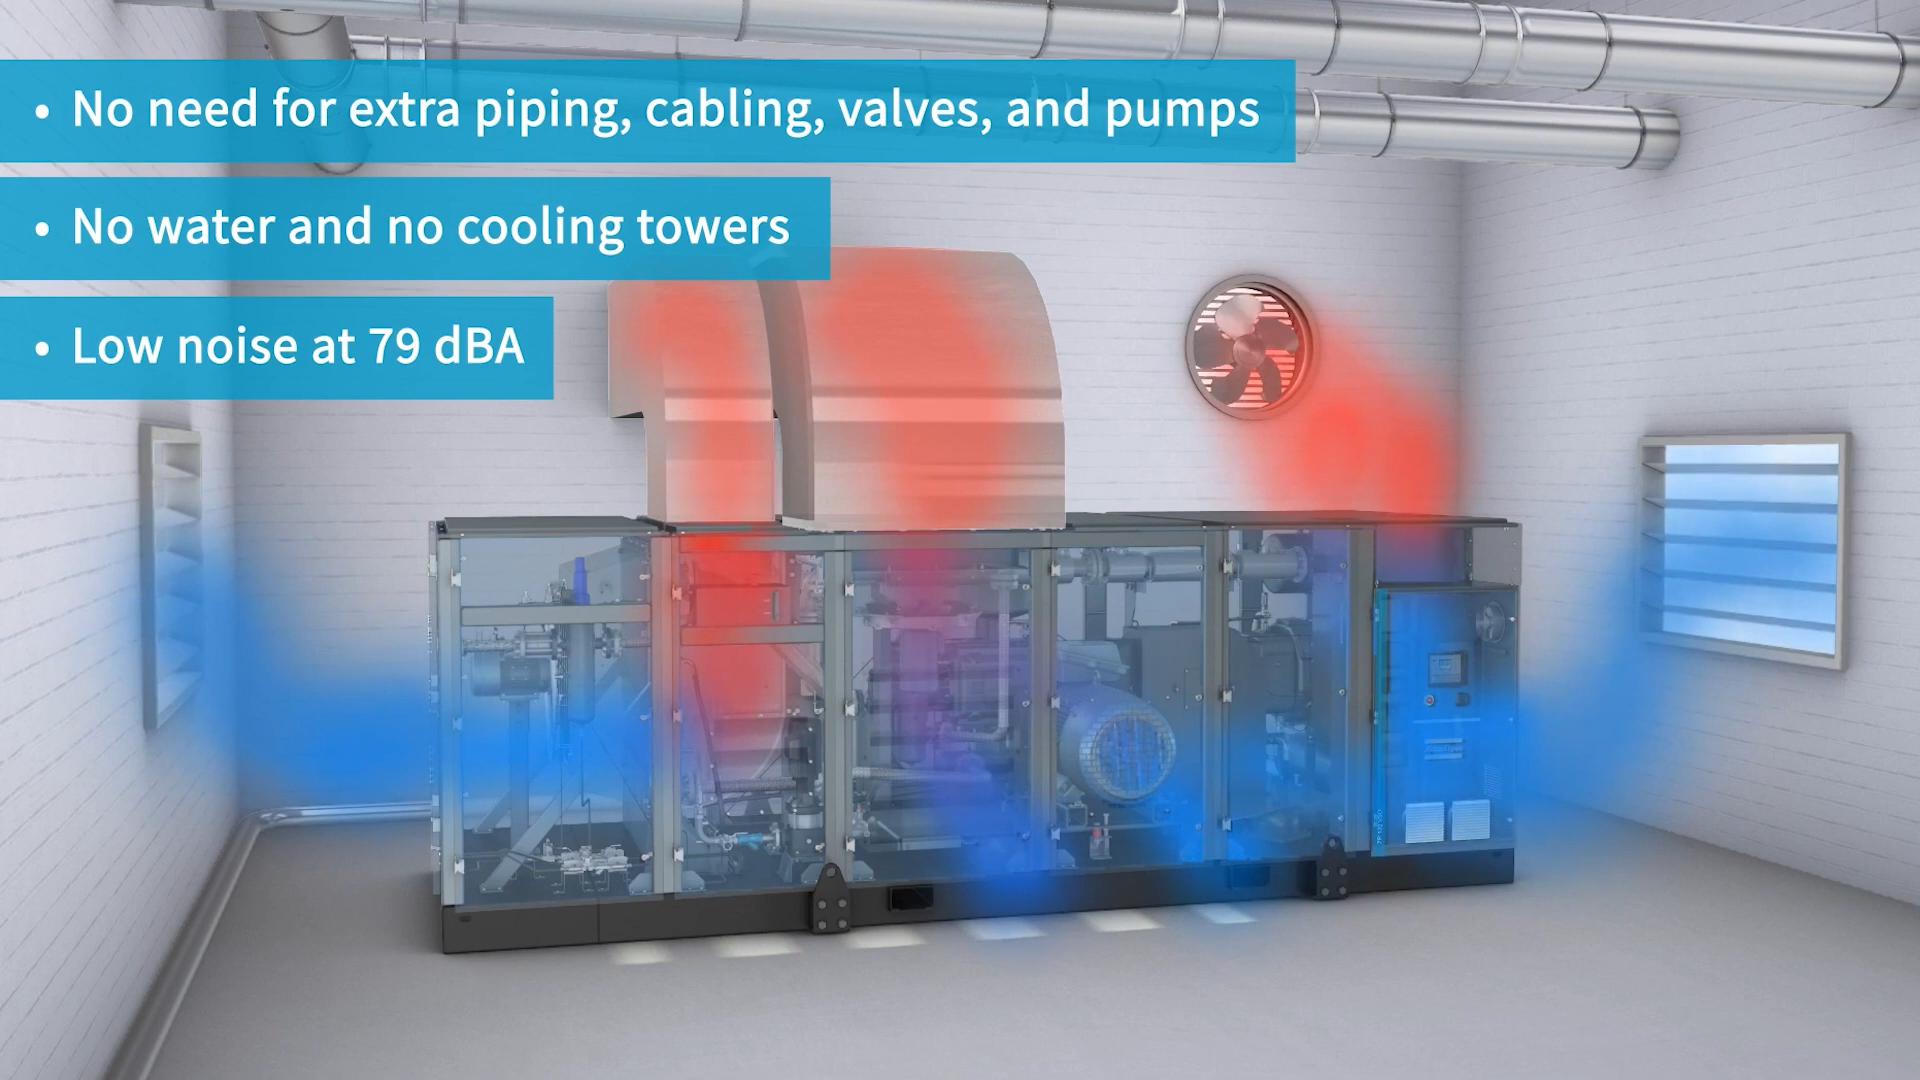 • No need for extra piping, cabling, valves, and pumps
• No water and no cooling towers
• Low noise at 79 dBA